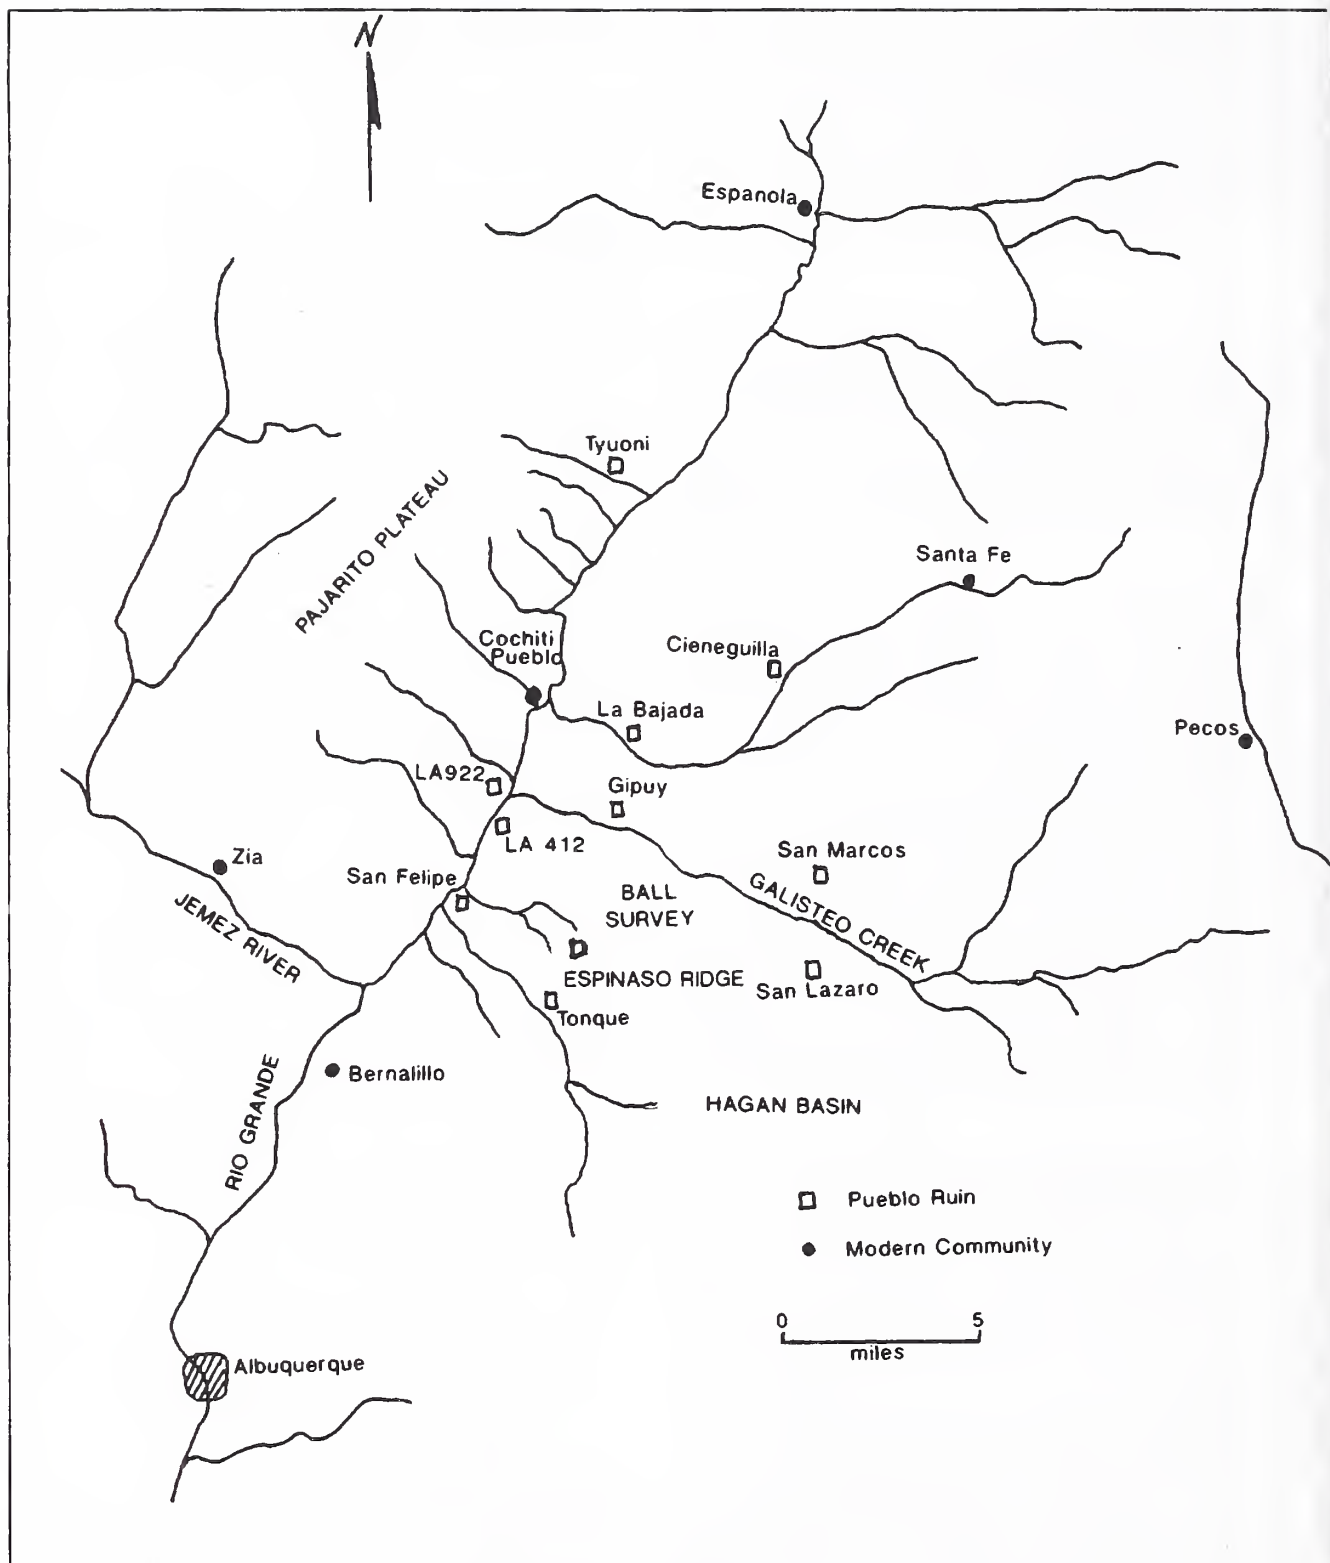 N
Espanola
Tyuoni
PAJARITO PLATEAU
Santa Fe
Cochiti
Pueblo
Cieneguilla
La Bajada
Pecos
LA922
Gipuy
LA 412
San Marcos
Zia
San Felipe
BALL
SURVEY
GALISTEO CREEK
JEMEZ RIVER
ESPINASO RIDGE
San Lazaro
Tonque
Bernalillo
RIO GRANDE
HAGAN BASIN
Pueblo Ruin
Modern Community
0 5
miles
Albuquerque